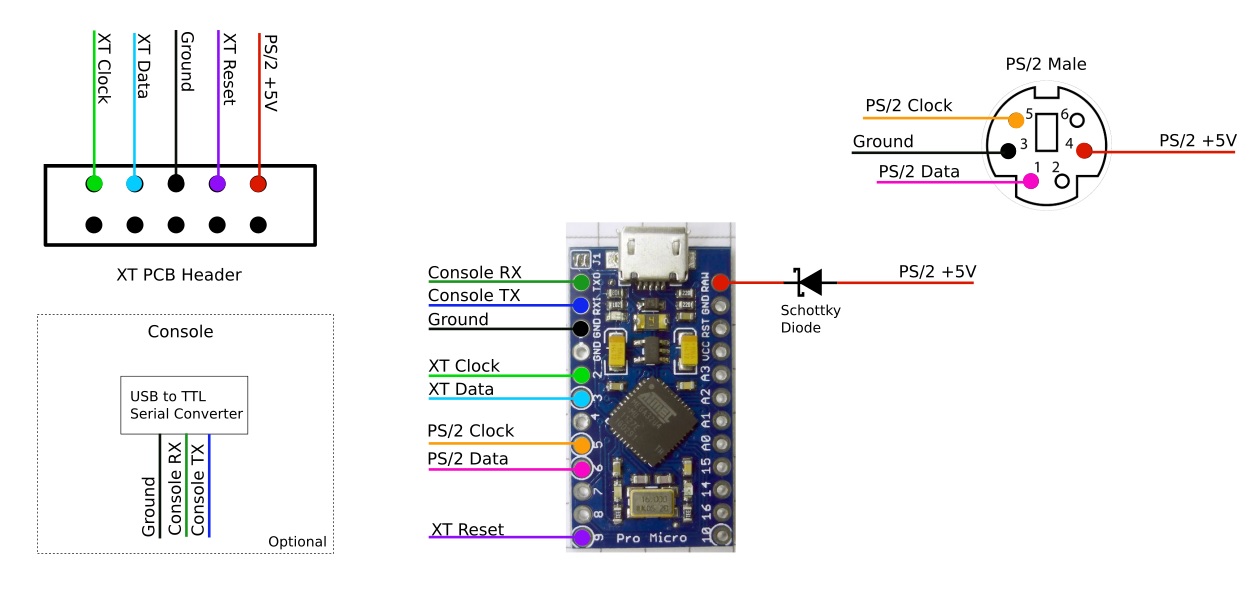 XT Clock
XT Data
Ground
XT Reset
PS/2 +5V
XT PCB Header
Console
USB to TTL
Serial Converter
Ground
Console RX
Console TX
Optional
Console RX
Console TX
Ground
XT Clock
XT Data
PS/2 Clock
PS/2 Data
XT Reset
J1
TX0
RX1
GND
GND
2
3
4
5
6
7
8
9
RAW
GND
RST
VCC
A3
A2
A1
A0
15
14
16
10
Pro Micro
PS/2 +5V
Schottky
Diode
PS/2 Male
PS/2 Clock
Ground
PS/2 Data
PS/2 +5V
5
6
3
4
1
2